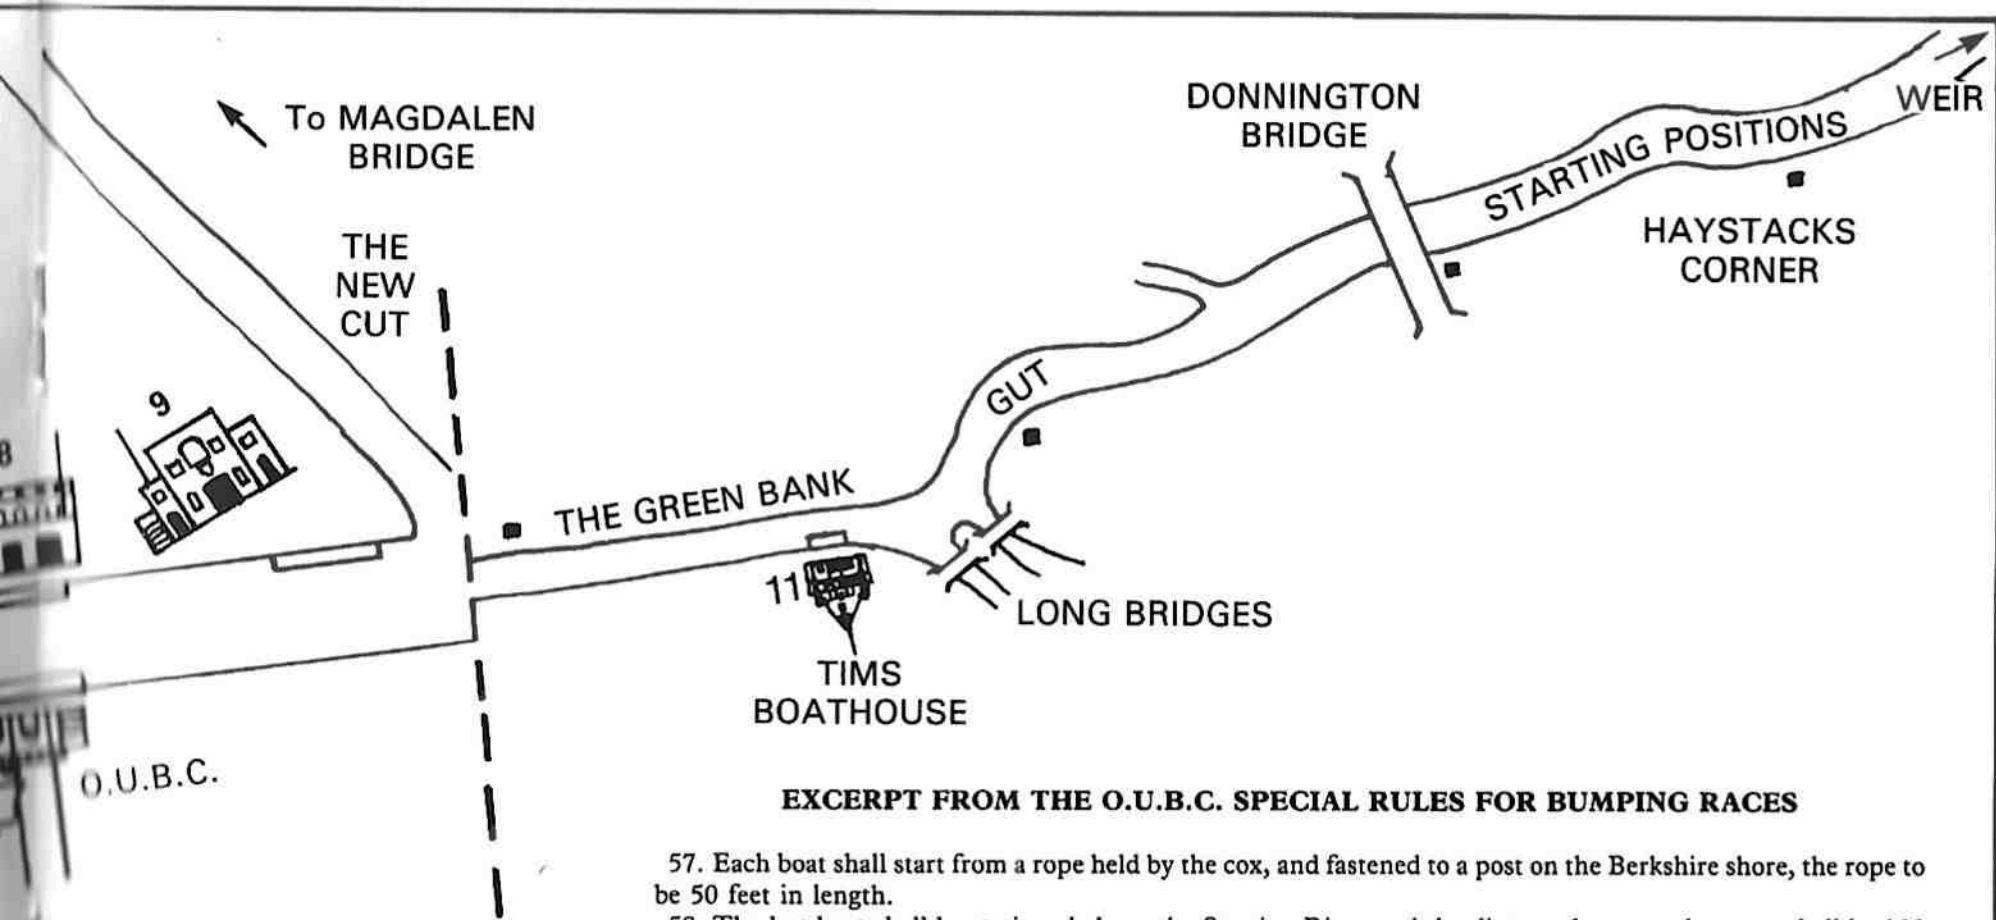 To MAGDALEN
BRIDGE
THE
NEW
CUT
9
8
DONNINGTON
BRIDGE
STARTING POSITIONS
WEIR
HAYSTACKS
CORNER
GUT
THE GREEN BANK
11
LONG BRIDGES
TIMS
BOATHOUSE
O.U.B.C.
EXCERPT FROM THE O.U.B.C. SPECIAL RULES FOR BUMPING RACES
57. Each boat shall start from a rope held by the cox, and fastened to a post on the Berkshire shore, the rope to
be 50 feet in length.